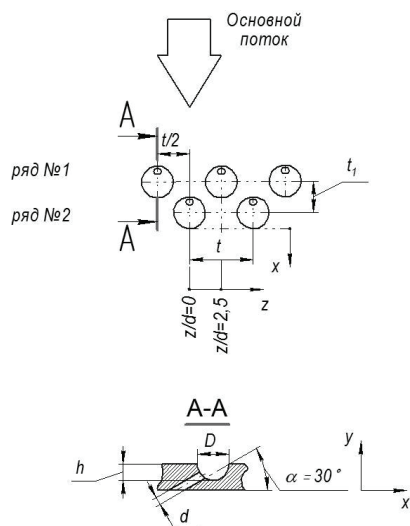 Основной
поток
A
t/2
ряд №1
t₁
ряд №2
A
t
x
z/d=0
z/d=2,5
z
A-A
D
y
h
α = 30°
d
x